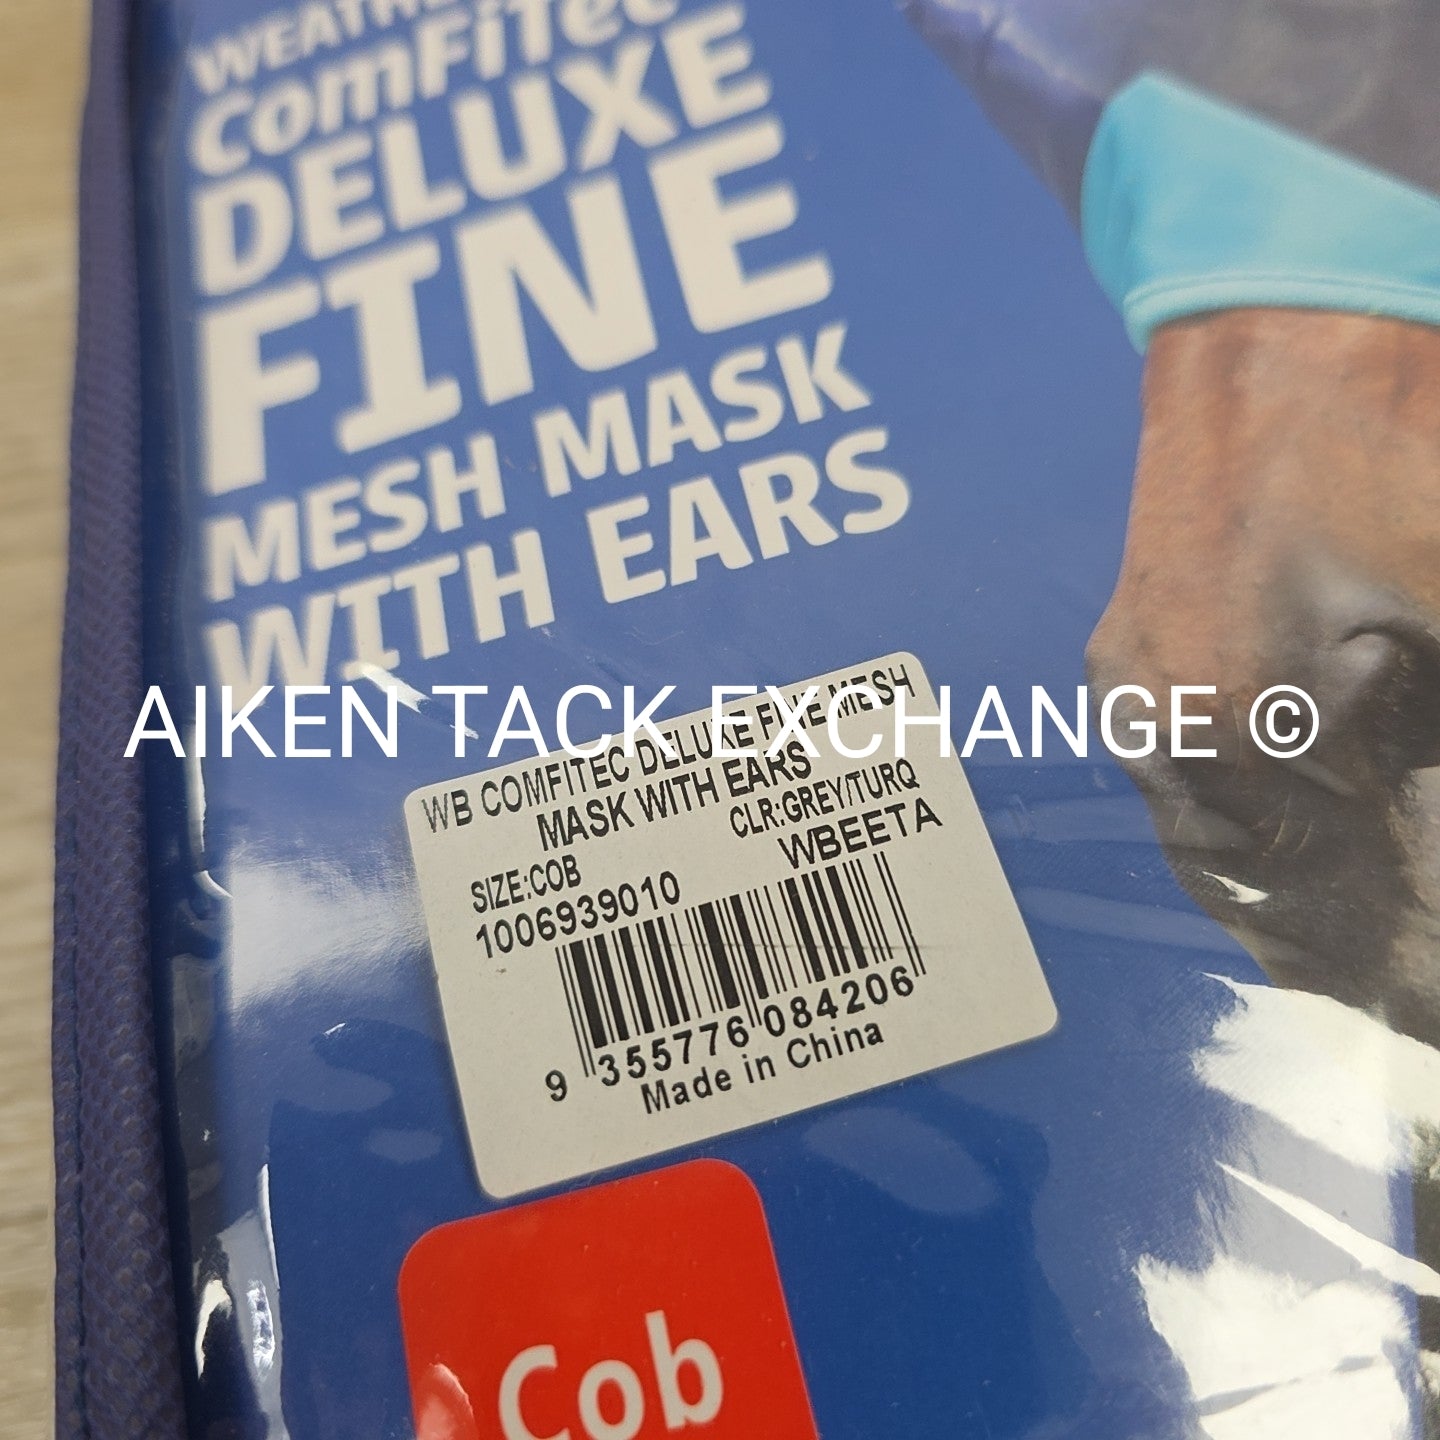 ComFiTec
DELUXE
FINE
MESH MASK
WITH EARS
AIKEN TACK EXCHANGE ©
WB COMFITEC DELUXE FINE MESH
MASK WITH EARS
CLR:GREY/TURQ
SIZE:COB
WBEETA
1006939010
9 355776 084206
Made in China
Cob